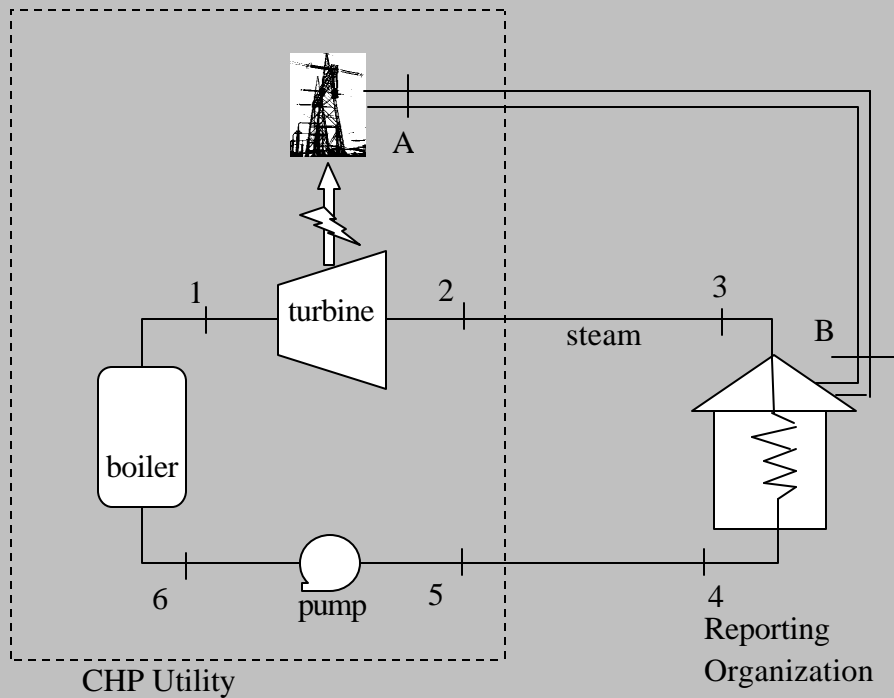 A
1
turbine
2
3
steam
B
boiler
6
pump
5
4
Reporting
Organization
CHP Utility